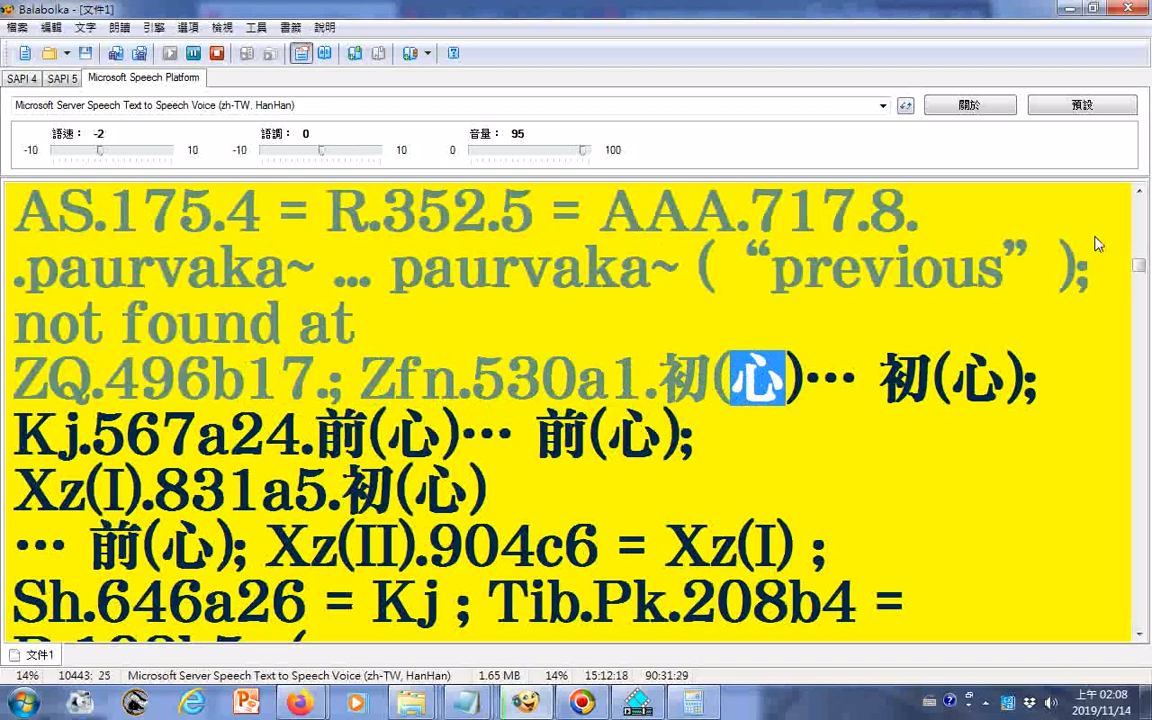 Balabolka - [文件1]
檔案 編輯 文字 朗讀 引擎 選項 檢視 工具 書籤 說明
SAPI 4 SAPI 5 Microsoft Speech Platform
Microsoft Server Speech Text to Speech Voice (zh-TW, HanHan) 關於 預設
語速： -2 語調： 0 音量： 95
-10 10 -10 10 0 100
AS.175.4 = R.352.5 = AAA.717.8.
.paurvaka~ ... paurvaka~ (“previous”);
not found at
ZQ.496b17.; Zfn.530a1.初(心)… 初(心);
Kj.567a24.前(心)… 前(心);
Xz(I).831a5.初(心)
… 前(心); Xz(II).904c6 = Xz(I) ;
Sh.646a26 = Kj ; Tib.Pk.208b4 =
文件1
14% 10443: 25 Microsoft Server Speech Text to Speech Voice (zh-TW, HanHan) 1.65 MB 14% 15:12:18 90:31:29
上午 02:08
2019/11/14